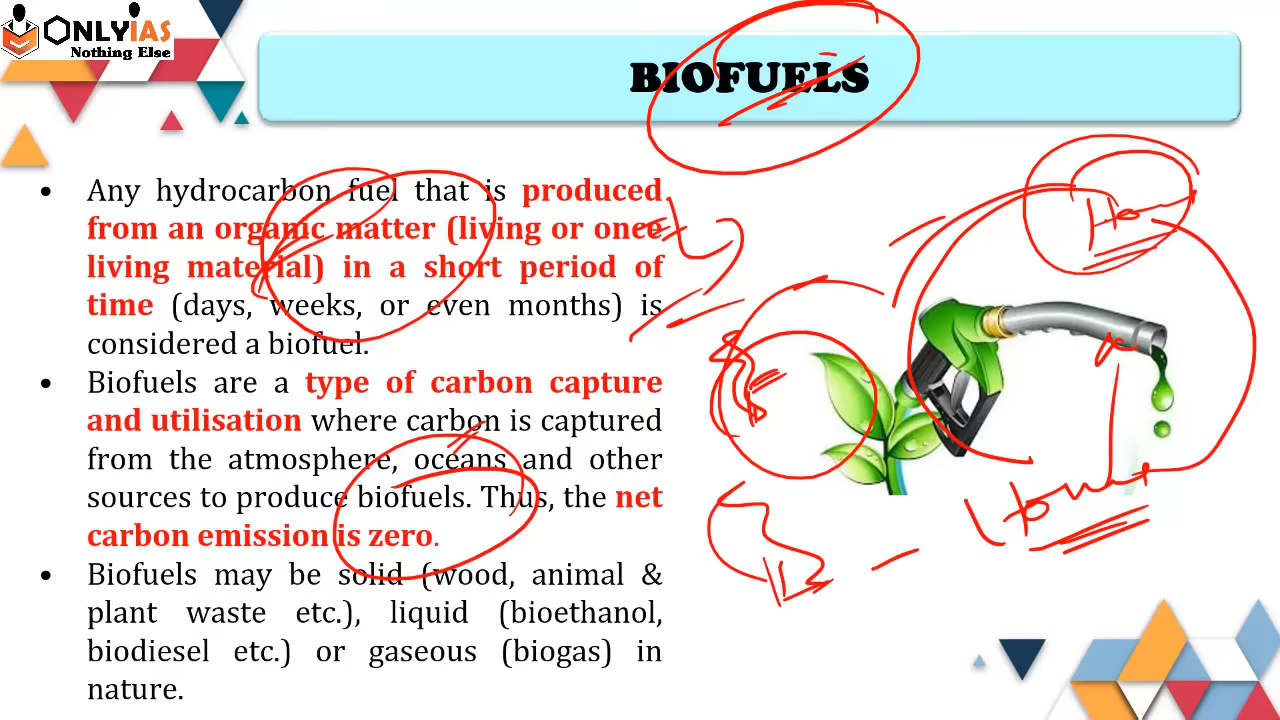 ONLYIAS
Nothing Else
BIOFUELS
• Any hydrocarbon fuel that is produced
from an organic matter (living or once
living material) in a short period of
time (days, weeks, or even months) is
considered a biofuel.
• Biofuels are a type of carbon capture
and utilisation where carbon is captured
from the atmosphere, oceans and other
sources to produce biofuels. Thus, the net
carbon emission is zero.
• Biofuels may be solid (wood, animal &
plant waste etc.), liquid (bioethanol,
biodiesel etc.) or gaseous (biogas) in
nature.